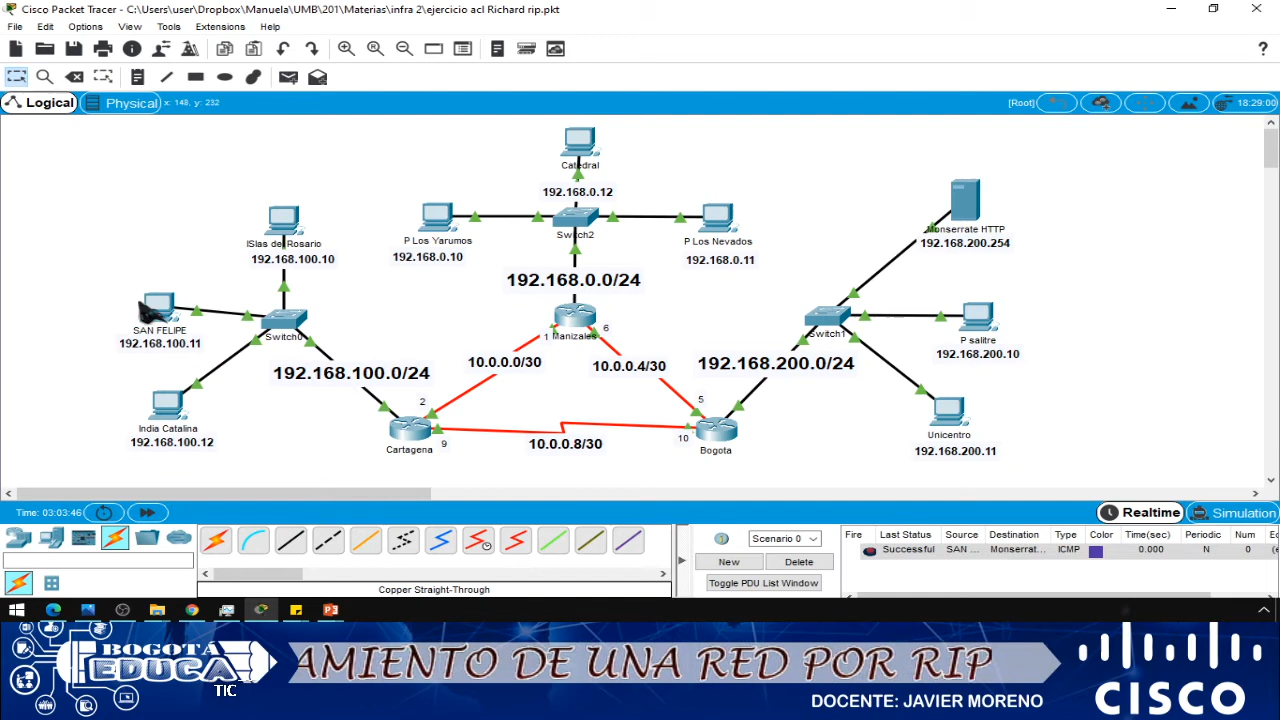 Cisco Packet Tracer - C:\Users\user\Dropbox\Manuela\UMB\201\Materias\infra 2\ejercicio acl Richard rip.pkt
File Edit Options View Tools Extensions Help
?
Logical Physical x: 148, y: 232 [Root] 18:29:00
Catedral
192.168.0.12
P Los Yarumos
192.168.0.10
Switch2
P Los Nevados
192.168.0.11
192.168.0.0/24
ISlas del Rosario
192.168.100.10
SAN FELIPE
192.168.100.11
Switch0
India Catalina
192.168.100.12
192.168.100.0/24
Manizales
1
6
10.0.0.0/30
10.0.0.4/30
2
5
Cartagena
9
10.0.0.8/30
10
Bogota
192.168.200.0/24
Switch1
Monserrate HTTP
192.168.200.254
P salitre
192.168.200.10
Unicentro
192.168.200.11
Time: 03:03:46
Realtime Simulation
Copper Straight-Through
Scenario 0
New Delete
Toggle PDU List Window
Fire Last Status Source Destination Type Color Time(sec) Periodic Num Ec
Successful SAN ... Monserrat... ICMP 0.000 N 0 (e
BOGOTA
EDUCA
TIC
AMIENTO DE UNA RED POR RIP
DOCENTE: JAVIER MORENO
CISCO